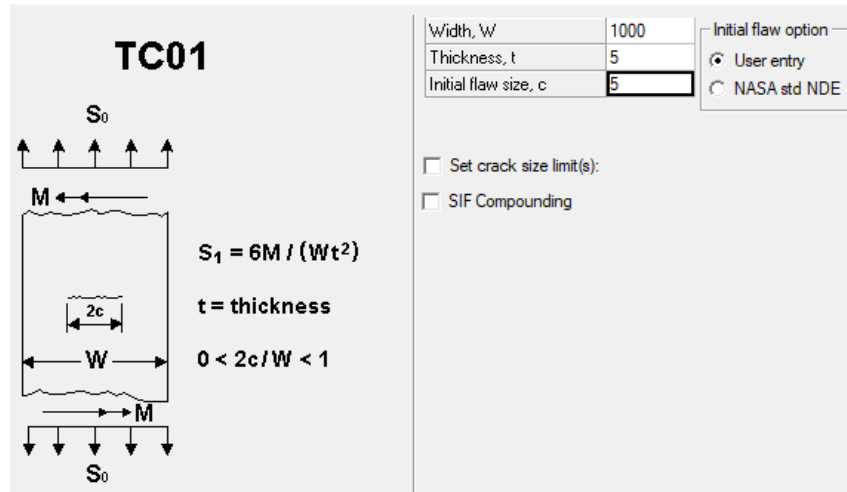 TC01
S₀
M
S₁ = 6M / (Wt²)
2c
t = thickness
W
0 < 2c/W < 1
M
S₀
Width, W 1000
Thickness, t 5
Initial flaw size, c 5
Initial flaw option
User entry
NASA std NDE
Set crack size limit(s):
SIF Compounding